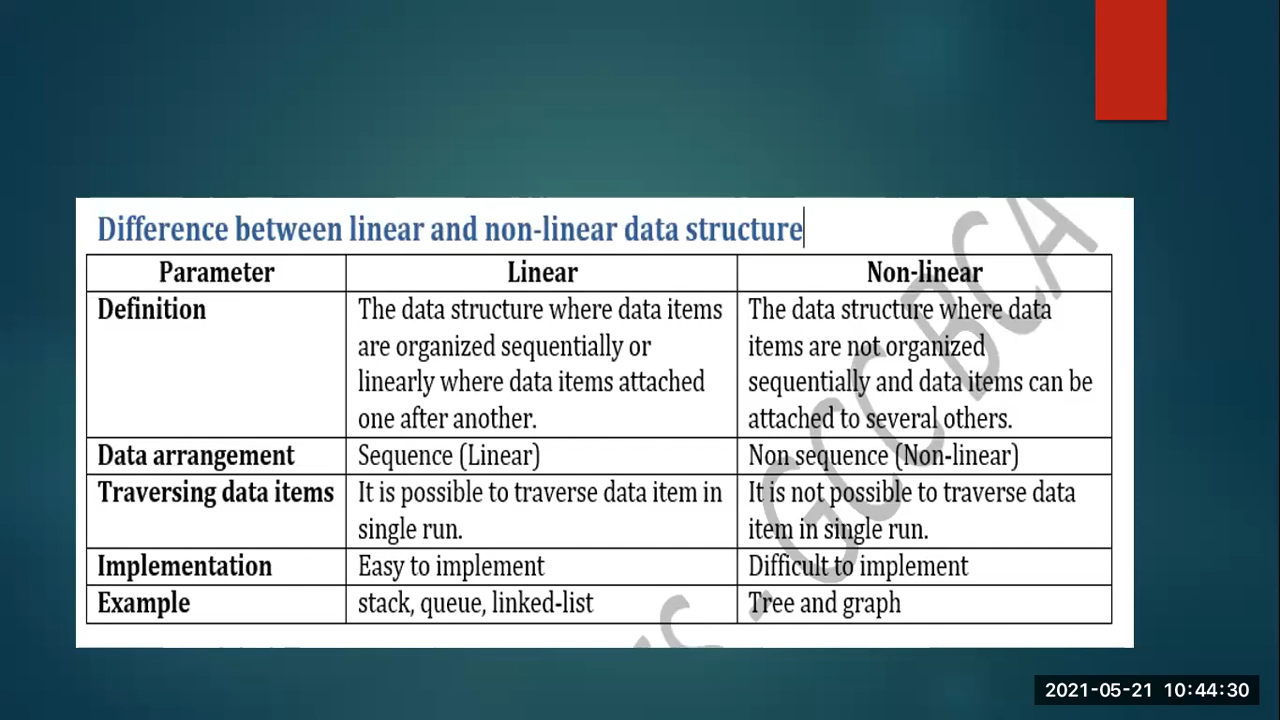 Difference between linear and non-linear data structure
Parameter Linear Non-linear
Definition The data structure where data items The data structure where data
are organized sequentially or items are not organized
linearly where data items attached sequentially and data items can be
one after another. attached to several others.
Data arrangement Sequence (Linear) Non sequence (Non-linear)
Traversing data items It is possible to traverse data item in It is not possible to traverse data
single run. item in single run.
Implementation Easy to implement Difficult to implement
Example stack, queue, linked-list Tree and graph
- GCC BCA
2021-05-21 10:44:30